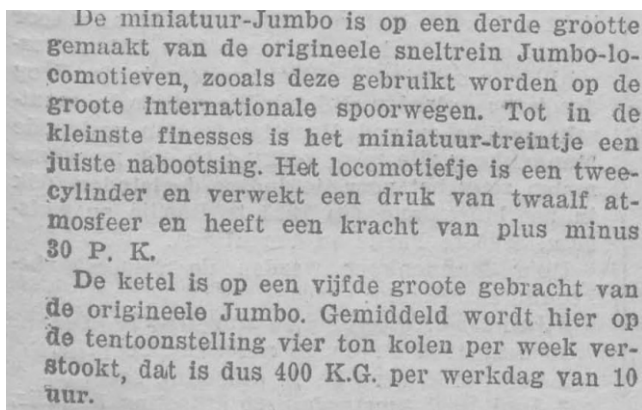 De miniatuur-Jumbo is op een derde grootte
gemaakt van de origineele sneltrein Jumbo-lo-
comotieven, zooals deze gebruikt worden op de
groote internationale spoorwegen. Tot in de
kleinste finesses is het miniatuur-treintje een
juiste nabootsing. Het locomotiefje is een twee-
cylinder en verwekt een druk van twaalf at-
mosfeer en heeft een kracht van plus minus
30 P. K.
De ketel is op een vijfde groote gebracht van
de origineele Jumbo. Gemiddeld wordt hier op
de tentoonstelling vier ton kolen per week ver-
stookt, dat is dus 400 K.G. per werkdag van 10
uur.